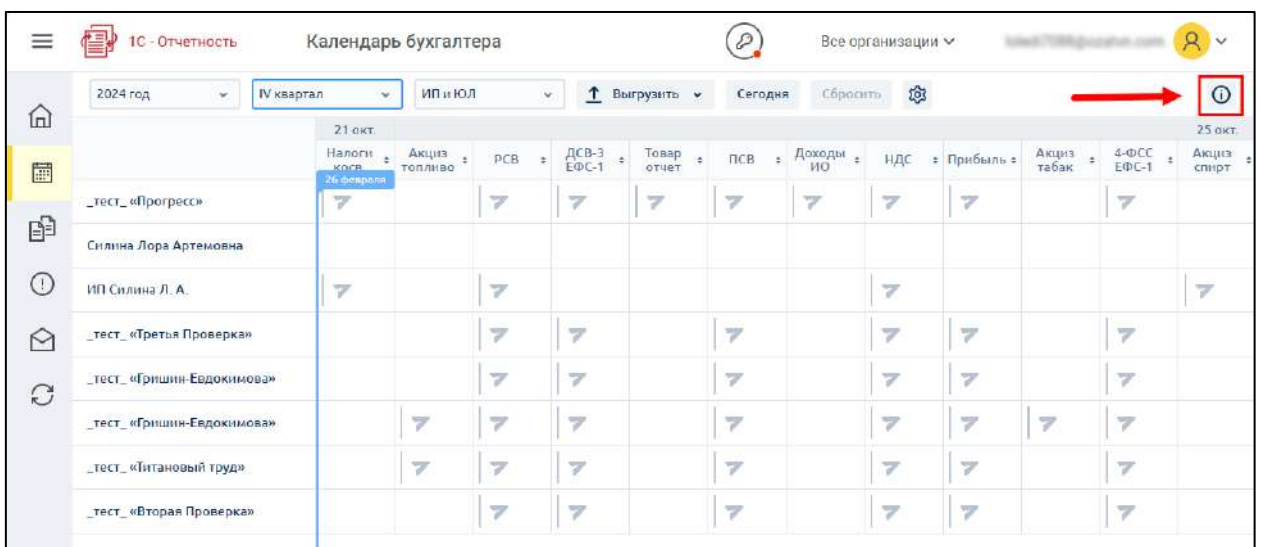 1С - Отчетность
Календарь бухгалтера
Все организации
2024 год
IV квартал
ИП и ЮЛ
Выгрузить
Сегодня
Сбросить
21 окт.
25 окт.
Налоги косв
Акциз топливо
РСВ
ДСВ-3 ЕФС-1
Товар отчет
ПСВ
Доходы ИО
НДС
Прибыль
Акциз табак
4-ФСС ЕФС-1
Акциз спирт
26 февраля
_тест_ «Прогресс»
Силина Лора Артемовна
ИП Силина Л. А.
_тест_ «Третья Проверка»
_тест_ «Гришин-Евдокимова»
_тест_ «Гришин-Евдокимова»
_тест_ «Титановый труд»
_тест_ «Вторая Проверка»